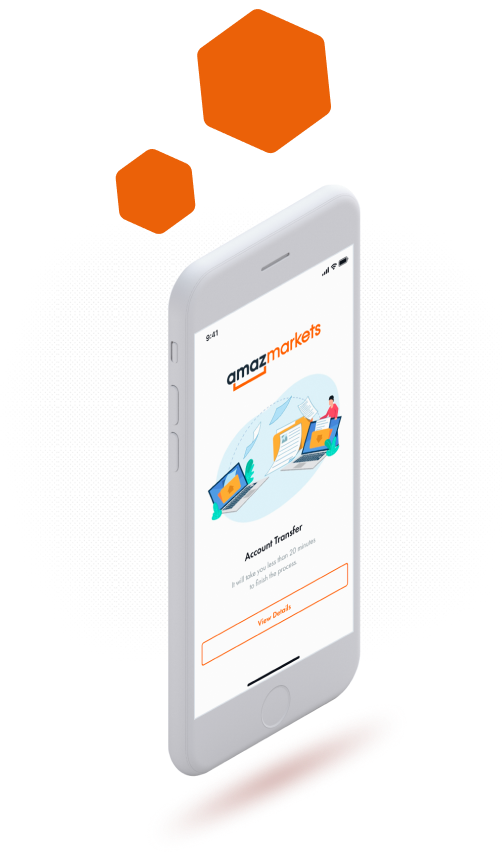 9:41
amazmarkets
Account Transfer
It will take you less than 20 minutes
to finish the process.
View Details